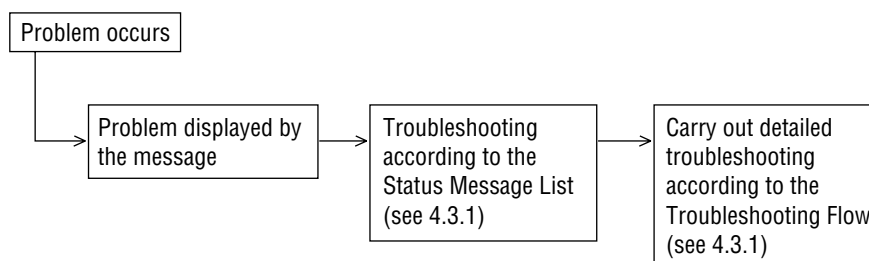 Problem occurs
Problem displayed by
the message
Troubleshooting
according to the
Status Message List
(see 4.3.1)
Carry out detailed
troubleshooting
according to the
Troubleshooting Flow
(see 4.3.1)